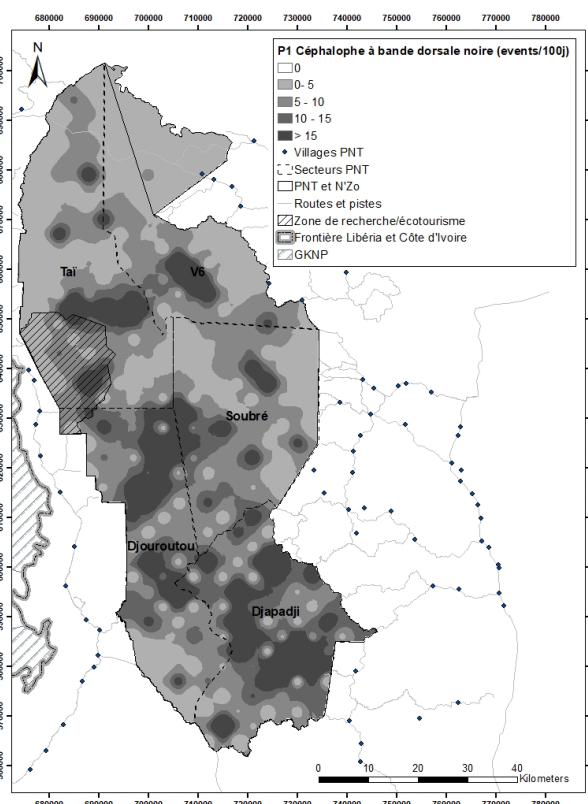 680000 690000 700000 710000 720000 730000 740000 750000 760000 770000 780000
N
P1 Céphalophe à bande dorsale noire (events/100j)
0
0- 5
5 - 10
10 - 15
> 15
Villages PNT
Secteurs PNT
PNT et N'Zo
Routes et pistes
Zone de recherche/écotourisme
Frontière Libéria et Côte d'Ivoire
GKNP
Taï
V6
Soubré
Djouroutou
Djapadji
0 10 20 30 40
Kilometers
680000 690000 700000 710000 720000 730000 740000 750000 760000 770000 780000